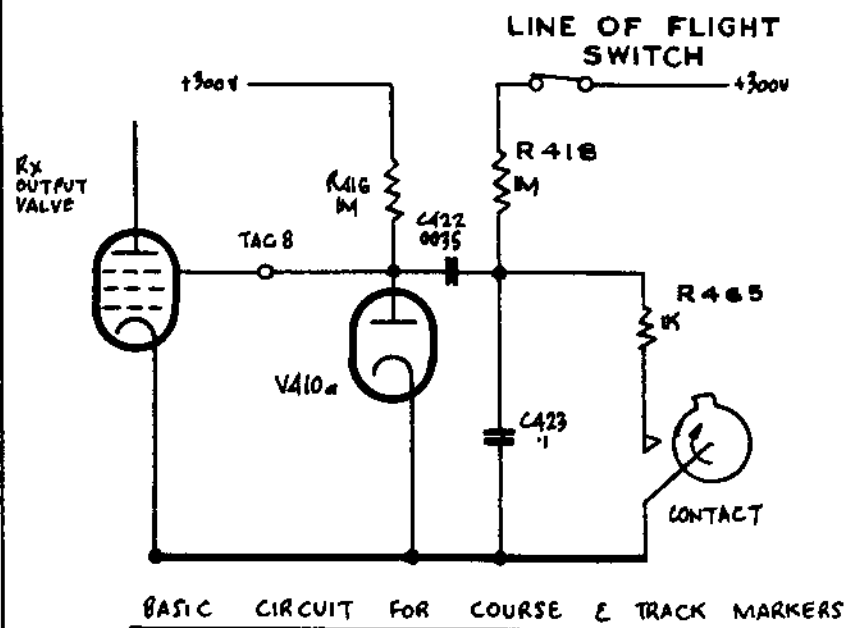 LINE OF FLIGHT
SWITCH
+300V
+300V
RX
OUTPUT
VALVE
R416
1M
R418
1M
C422
.0035
TAG 8
R465
1K
V410a
C423
.1
CONTACT
BASIC CIRCUIT FOR COURSE & TRACK MARKERS